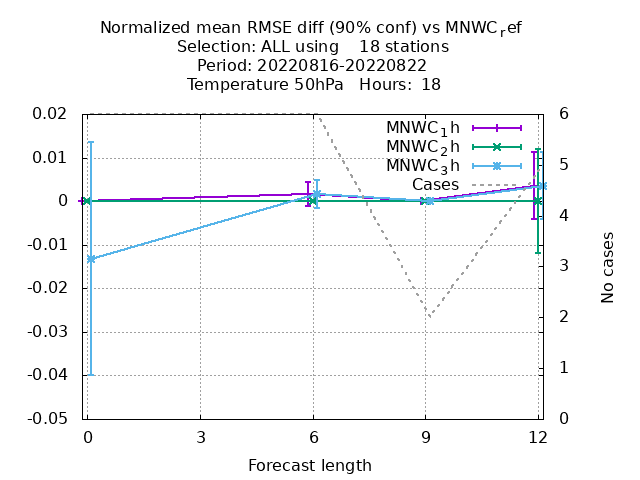 Normalized mean RMSE diff (90% conf) vs MNWC_ref
Selection: ALL using    18 stations
Period: 20220816-20220822
Temperature 50hPa   Hours:  18
MNWC_1h
MNWC_2h
MNWC_3h
Cases
0.02
0.01
0
-0.01
-0.02
-0.03
-0.04
-0.05
6
5
4
3
2
1
0
No cases
0 3 6 9 12
Forecast length